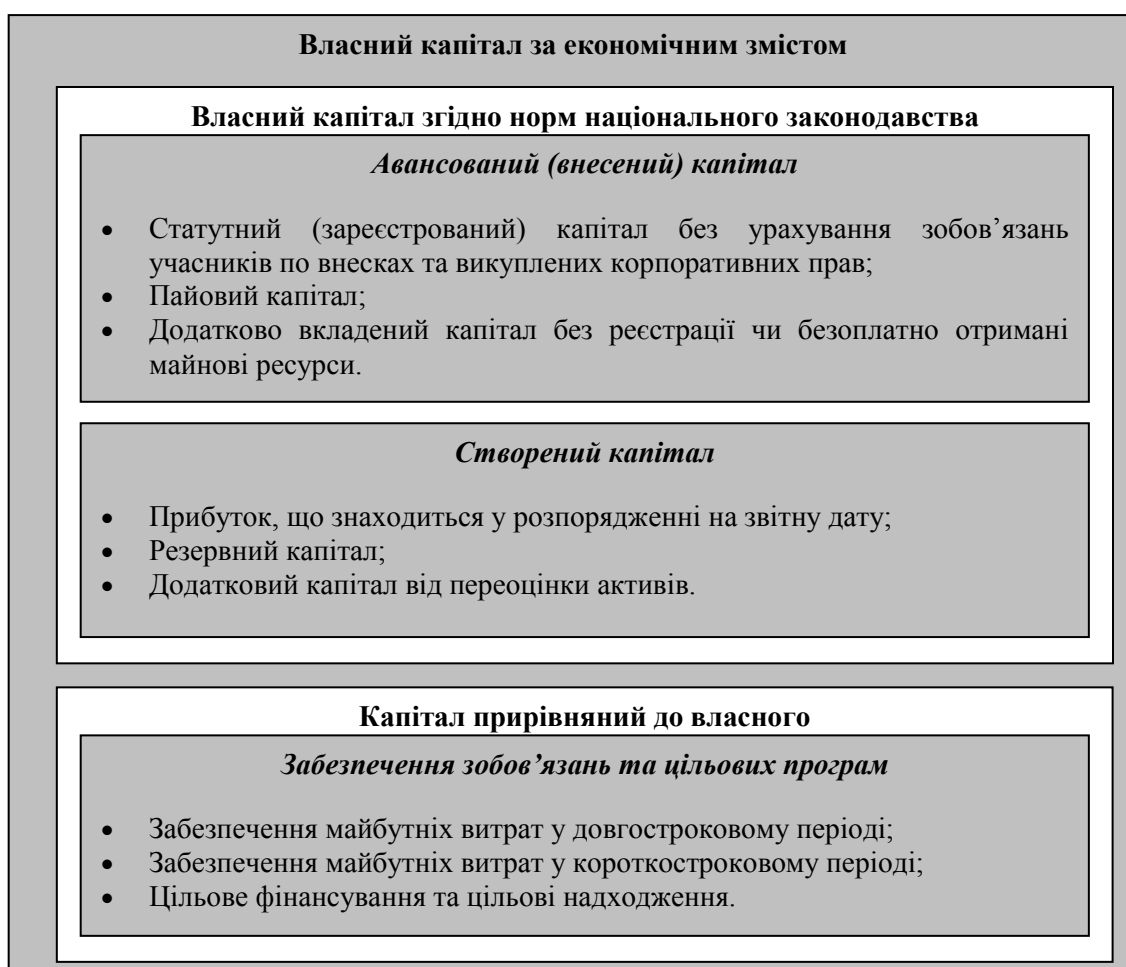 Власний капітал за економічним змістом
Власний капітал згідно норм національного законодавства
Авансований (внесений) капітал
• Статутний (зареєстрований) капітал без урахування зобов’язань
учасників по внесках та викуплених корпоративних прав;
• Пайовий капітал;
• Додатково вкладений капітал без реєстрації чи безоплатно отримані
майнові ресурси.
Створений капітал
• Прибуток, що знаходиться у розпорядженні на звітну дату;
• Резервний капітал;
• Додатковий капітал від переоцінки активів.
Капітал прирівняний до власного
Забезпечення зобов’язань та цільових програм
• Забезпечення майбутніх витрат у довгостроковому періоді;
• Забезпечення майбутніх витрат у короткостроковому періоді;
• Цільове фінансування та цільові надходження.